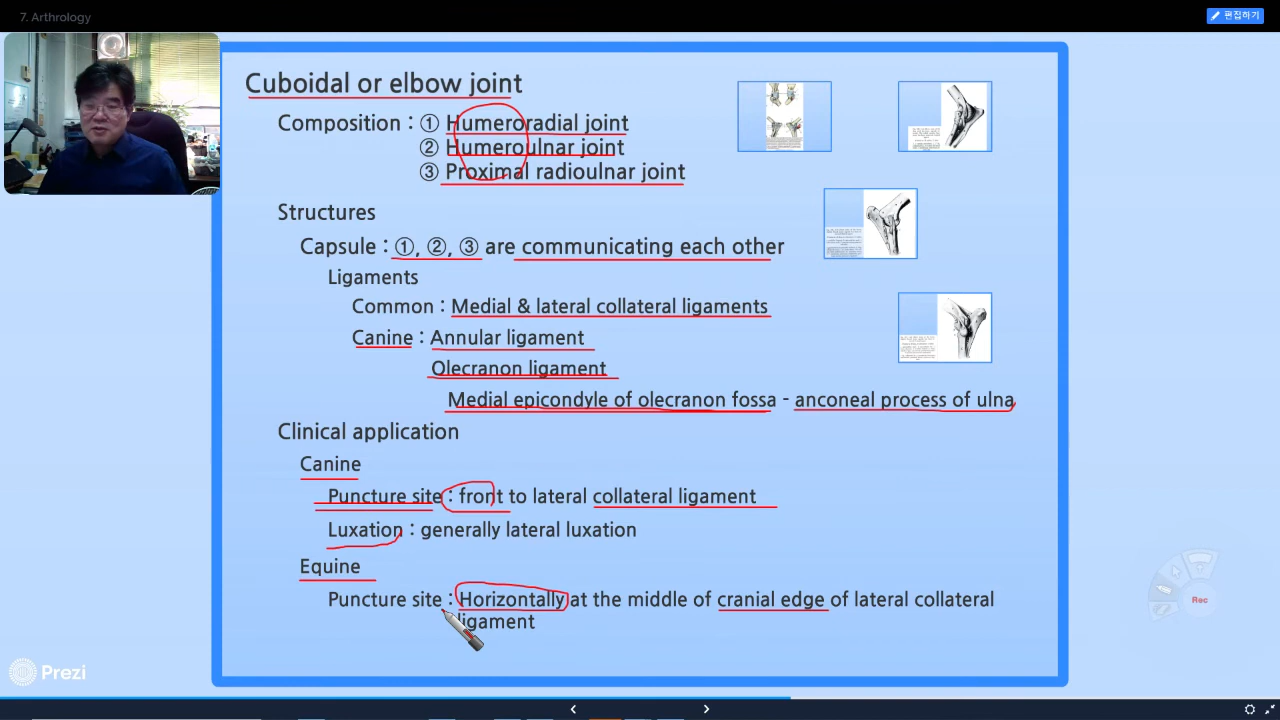 7. Arthrology
편집하기
Cuboidal or elbow joint
Composition : ① Humeroradial joint
② Humeroulnar joint
③ Proximal radioulnar joint
Structures
Capsule : ①, ②, ③ are communicating each other
Ligaments
Common : Medial & lateral collateral ligaments
Canine : Annular ligament
Olecranon ligament
Medial epicondyle of olecranon fossa - anconeal process of ulna
Clinical application
Canine
Puncture site : front to lateral collateral ligament
Luxation : generally lateral luxation
Equine
Puncture site : Horizontally at the middle of cranial edge of lateral collateral
ligament
Rec
Prezi